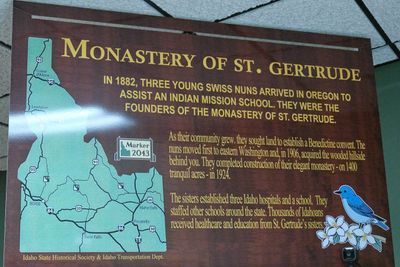 MONASTERY OF ST. GERTRUDE
IN 1882, THREE YOUNG SWISS NUNS ARRIVED IN OREGON TO
ASSIST AN INDIAN MISSION SCHOOL. THEY WERE THE
FOUNDERS OF THE MONASTERY OF ST. GERTRUDE.
Marker
2043
As their community grew, they sought land to establish a Benedictine convent. The
nuns moved first to eastern Washington and, in 1906, acquired the wooded hillside
behind you. They completed construction of their elegant monastery - on 1400
tranquil acres - in 1924.
The sisters established three Idaho hospitals and a school. They
staffed other schools around the state. Thousands of Idahoans
received healthcare and education from St. Gertrude's sisters.
BOISE
Twin Falls
Idaho State Historical Society & Idaho Transportation Dept.